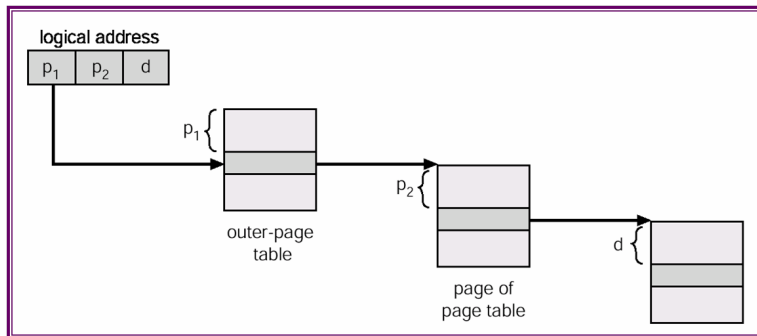 logical address
p1 p2 d
p1
outer-page
table
p2
page of
page table
d